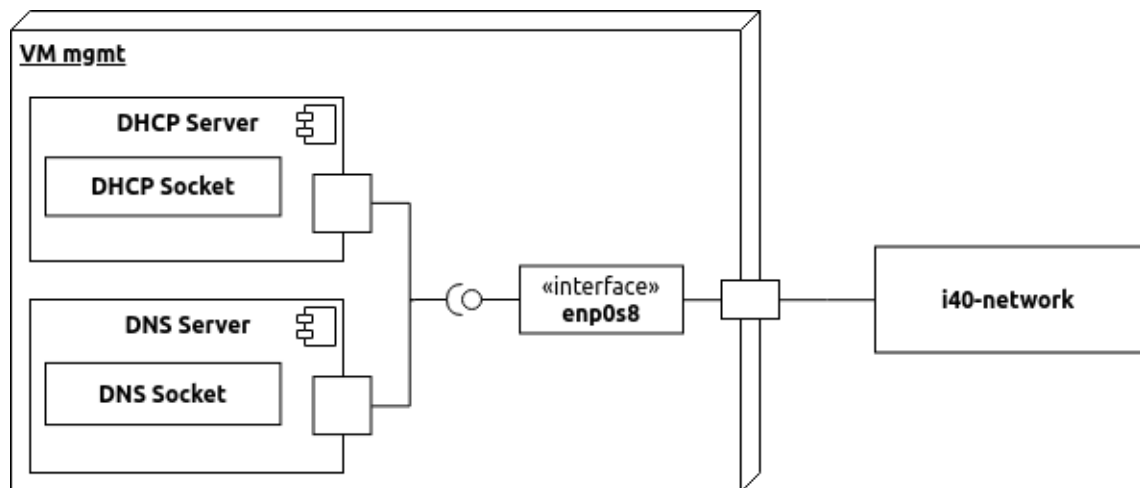 VM mgmt
DHCP Server
DHCP Socket
DNS Server
DNS Socket
«interface»
enp0s8
i40-network